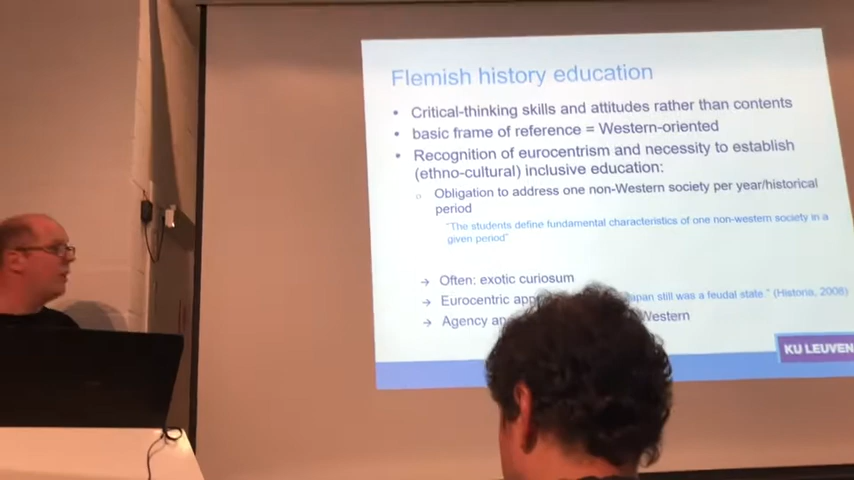 Flemish history education
• Critical-thinking skills and attitudes rather than contents
• basic frame of reference = Western-oriented
• Recognition of eurocentrism and necessity to establish
(ethno-cultural) inclusive education:
o Obligation to address one non-Western society per year/historical
period
"The students define fundamental characteristics of one non-western society in a
given period"
→ Often: exotic curiosum
→ Eurocentric still was a feudal state." (Historia, 2008)
→ Agency Western
KU LEUVEN